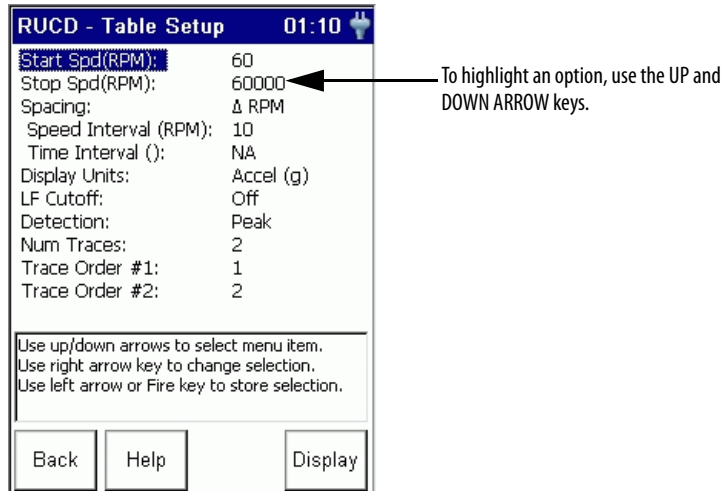 RUCD - Table Setup 01:10
Start Spd(RPM): 60
Stop Spd(RPM): 60000
Spacing: Δ RPM
Speed Interval (RPM): 10
Time Interval (): NA
Display Units: Accel (g)
LF Cutoff: Off
Detection: Peak
Num Traces: 2
Trace Order #1: 1
Trace Order #2: 2
Use up/down arrows to select menu item.
Use right arrow key to change selection.
Use left arrow or Fire key to store selection.
Back Help Display
To highlight an option, use the UP and
DOWN ARROW keys.